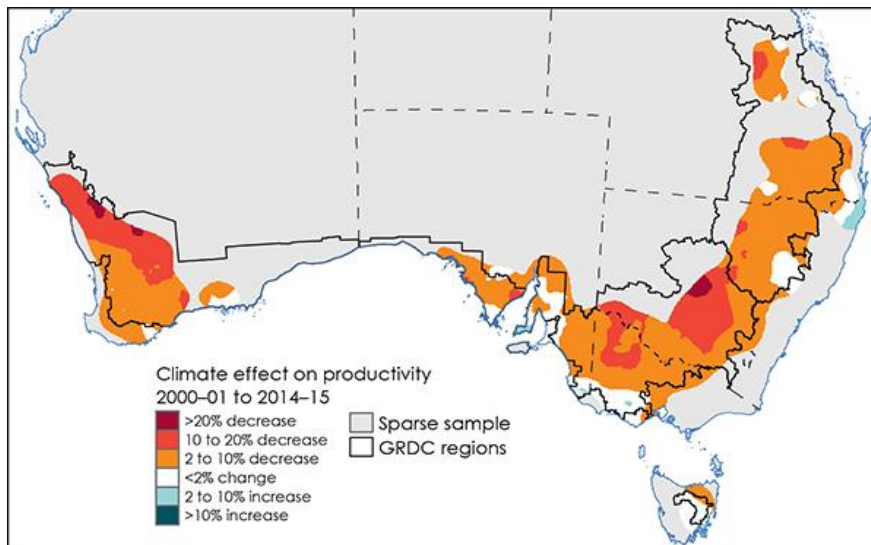 Climate effect on productivity
2000–01 to 2014–15
>20% decrease
10 to 20% decrease
2 to 10% decrease
<2% change
2 to 10% increase
>10% increase
Sparse sample
GRDC regions